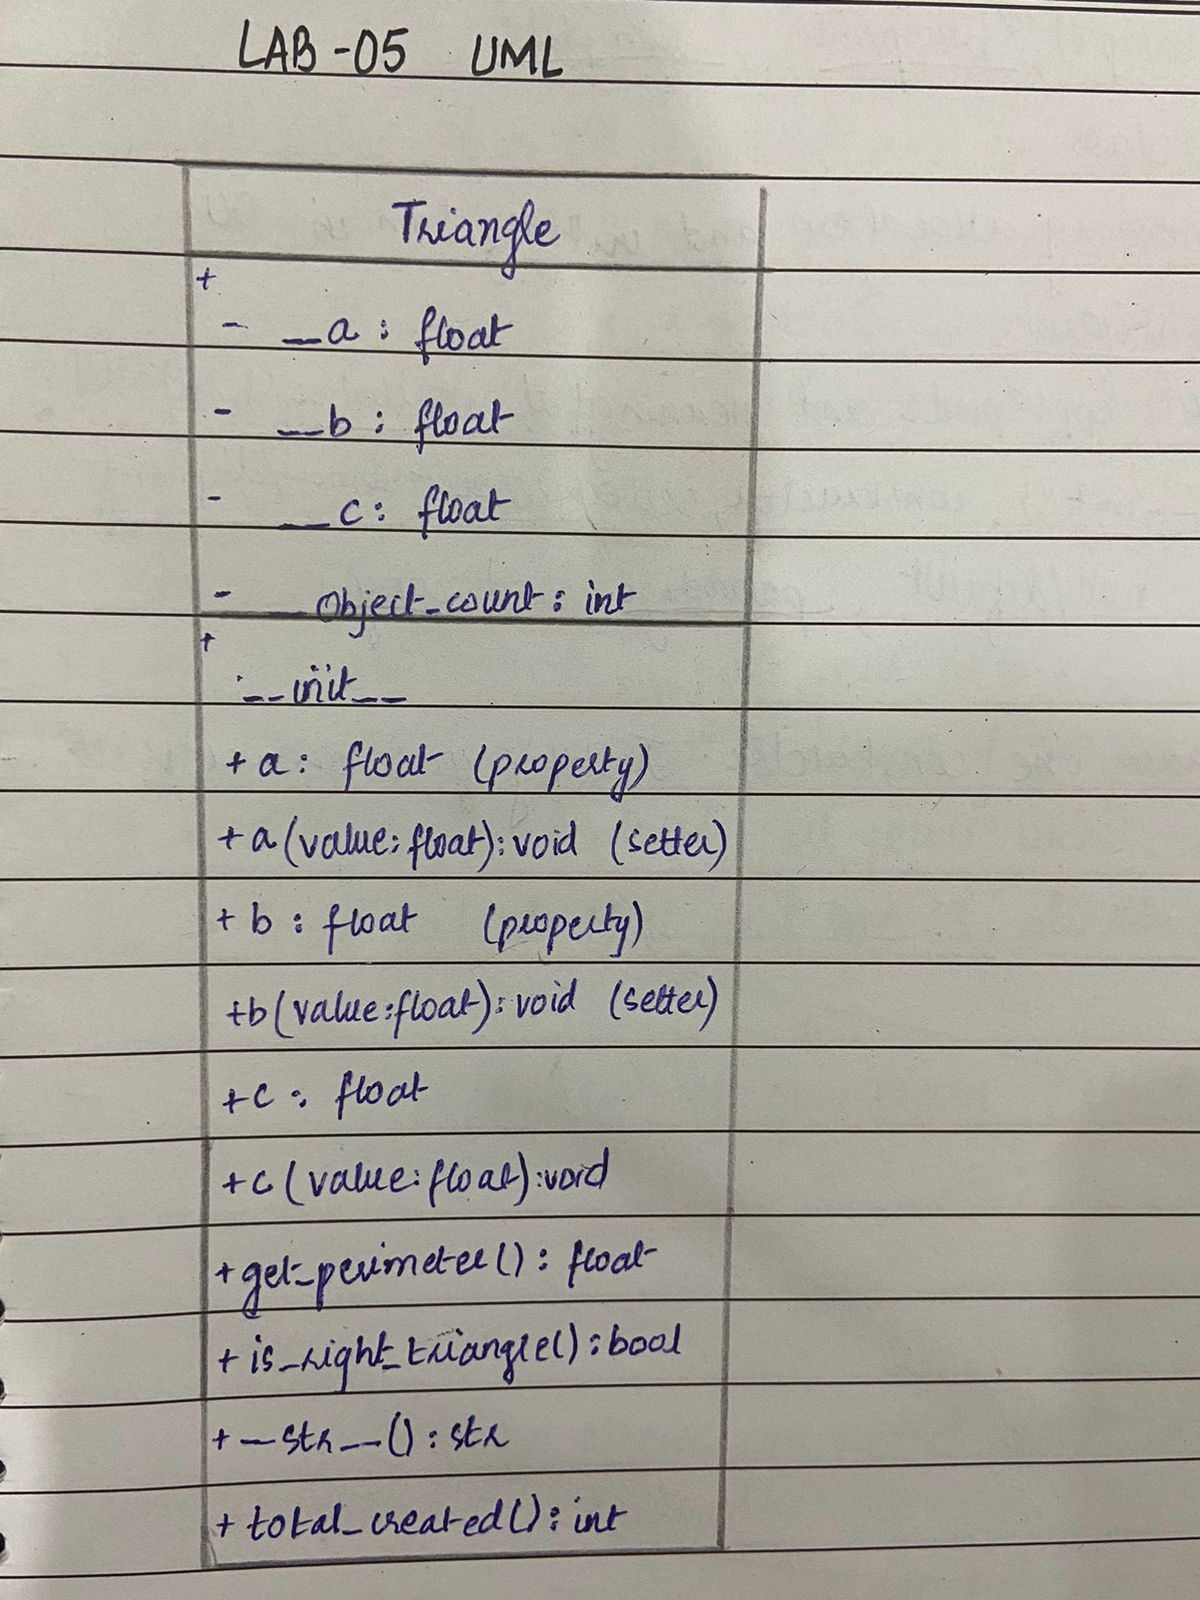 LAB -05 UML
Triangle
+
- __a : float
- __b : float
- __c : float
- __object_count : int
+
__init__
+ a : float (property)
+ a (value: float) : void (setter)
+ b : float (property)
+b (value: float) : void (setter)
+c : float
+c (value: float) : void
+ get_perimeter() : float
+ is_right_triangle() : bool
+ __str__() : str
+ total_created() : int